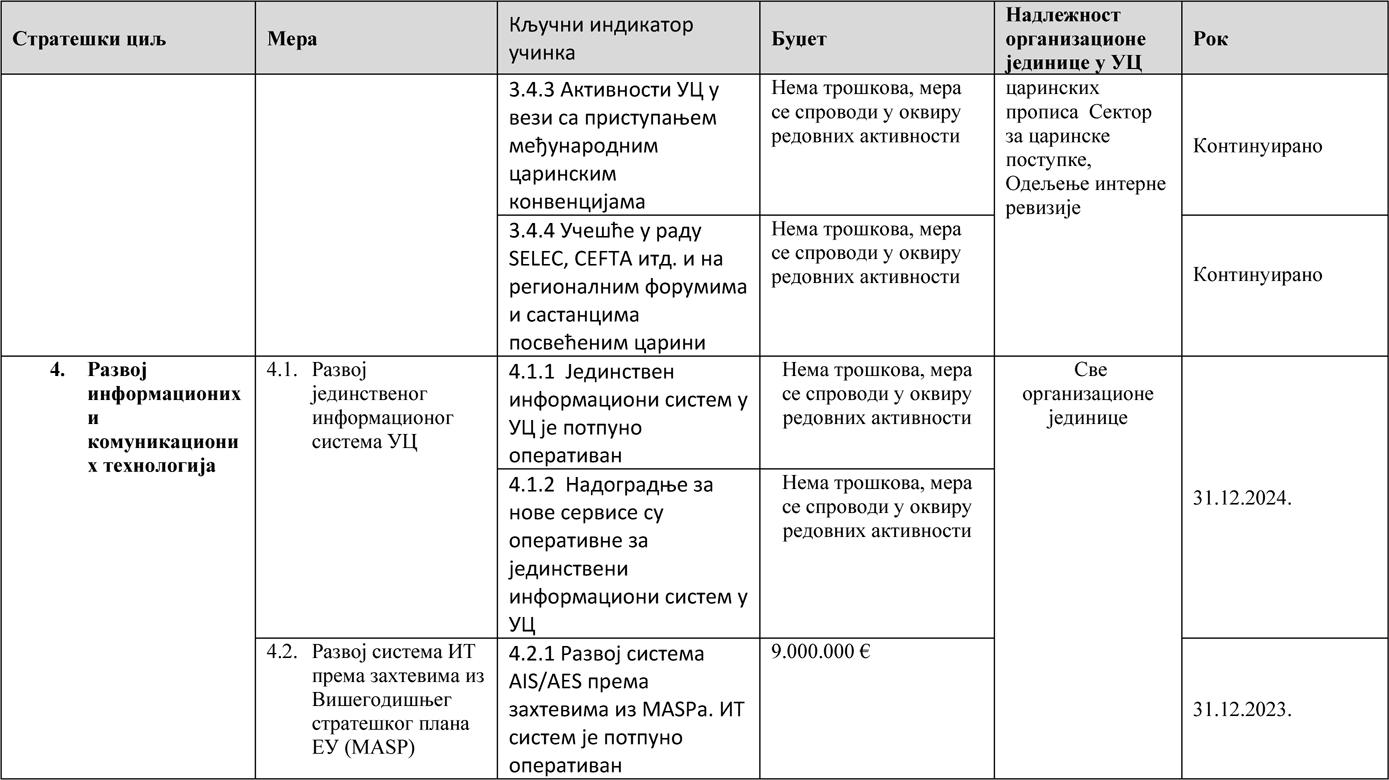 Стратешки циљ
Мера
Кључни индикатор
учинка
Буџет
Надлежност
организационе
јединице у УЦ
Рок
3.4.3 Активности УЦ у
вези са приступањем
међународним
царинским
конвенцијама
Нема трошкова, мера
се спроводи у оквиру
редовних активности
царинских
прописа Сектор
за царинске
поступке,
Одељење интерне
ревизије
Континуирано
3.4.4 Учешће у раду
SELEC, CEFTA итд. и на
регионалним форумима
и састанцима
посвећеним царини
Нема трошкова, мера
се спроводи у оквиру
редовних активности
Континуирано
4. Развој
информационих
и
комуникациони
х технологија
4.1. Развој
јединственог
информационог
система УЦ
4.1.1 Јединствен
информациони систем у
УЦ је потпуно
оперативан
Нема трошкова, мера
се спроводи у оквиру
редовних активности
Све
организационе
јединице
4.1.2 Надоградње за
нове сервисе су
оперативне за
јединствени
информациони систем у
УЦ
Нема трошкова, мера
се спроводи у оквиру
редовних активности
31.12.2024.
4.2. Развој система ИТ
према захтевима из
Вишегодишњег
стратешког плана
ЕУ (MASP)
4.2.1 Развој система
AIS/AES према
захтевима из MASPа. ИТ
систем је потпуно
оперативан
9.000.000 €
31.12.2023.